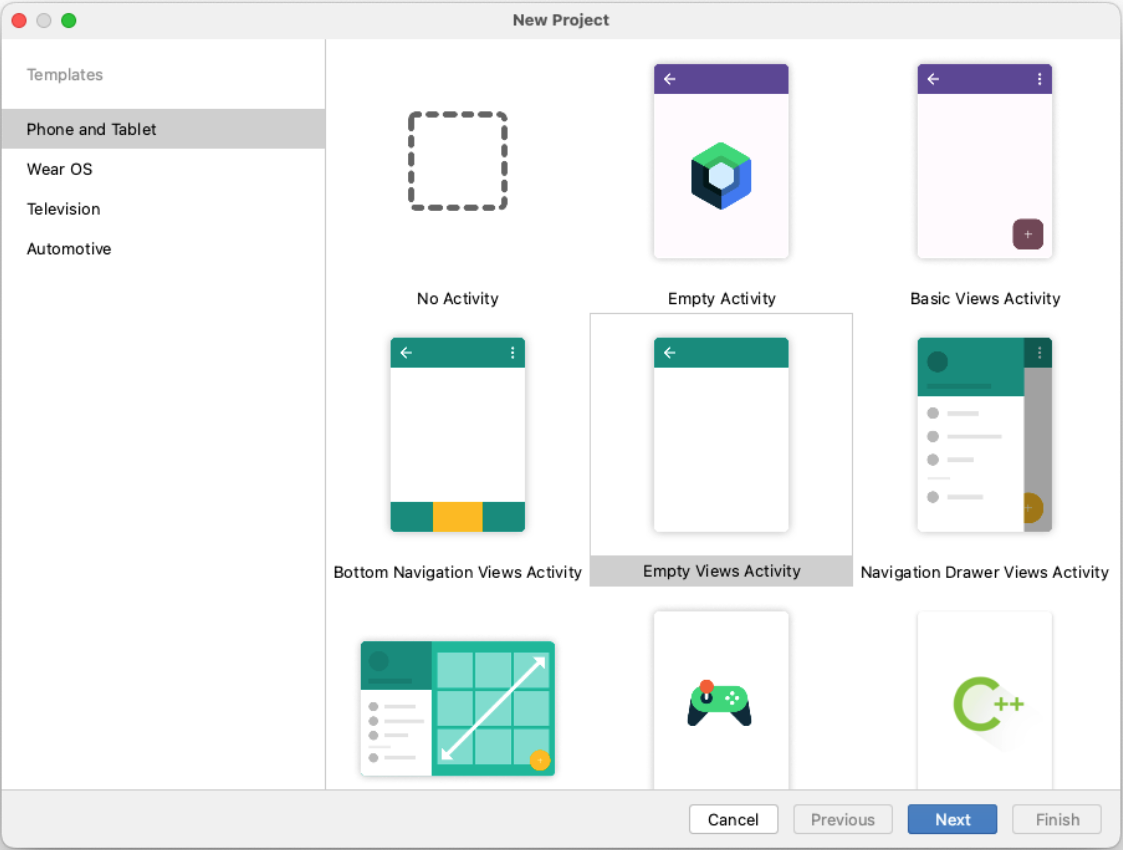 New Project
Templates
Phone and Tablet
Wear OS
Television
Automotive
No Activity
Empty Activity
Basic Views Activity
Bottom Navigation Views Activity
Empty Views Activity
Navigation Drawer Views Activity
C++
Cancel
Previous
Next
Finish